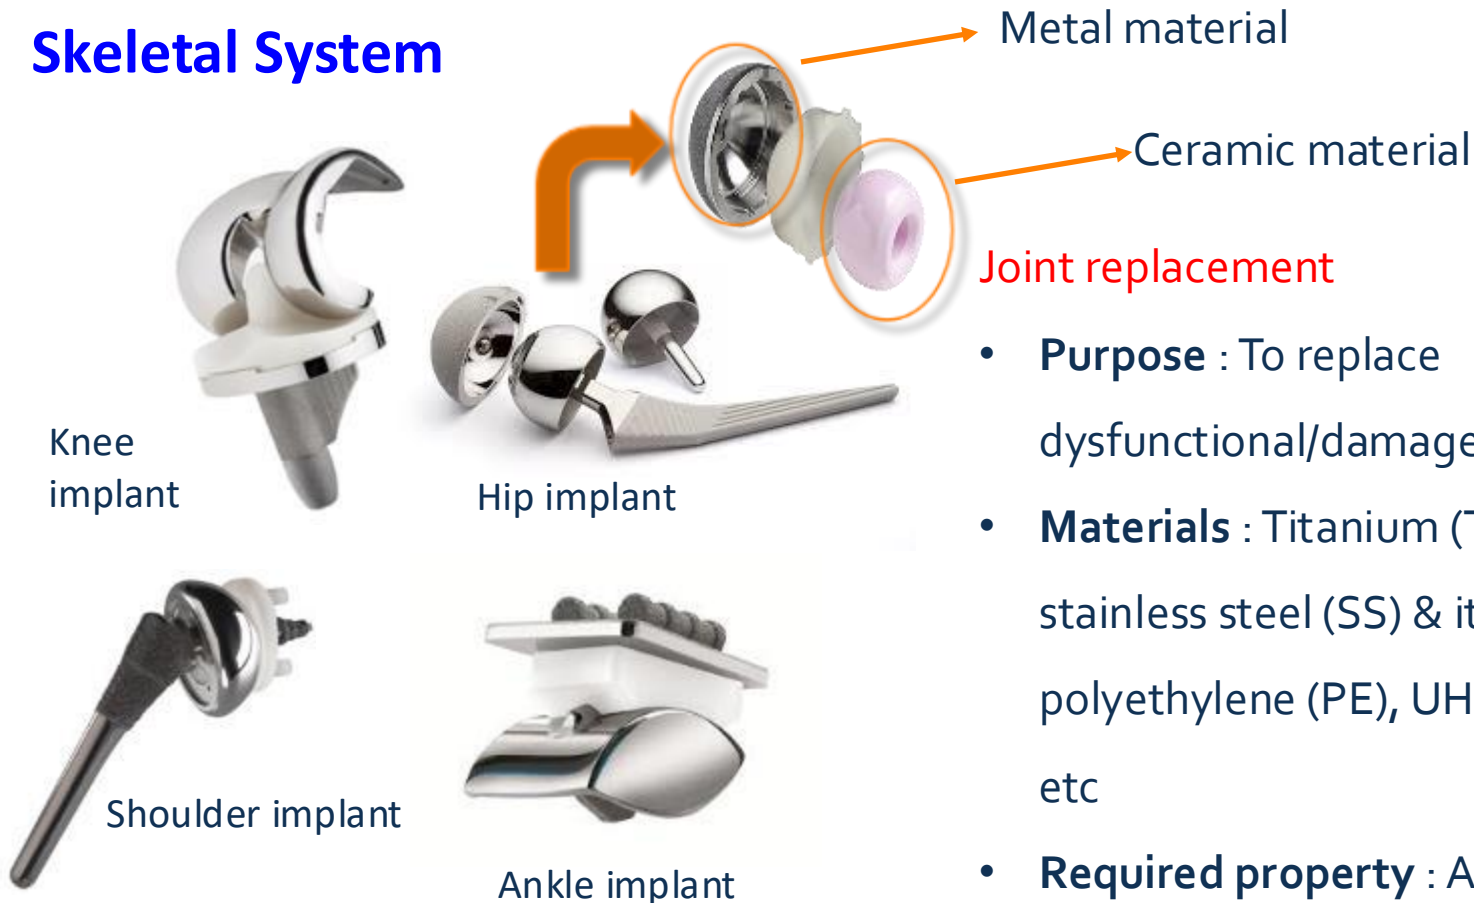 Skeletal System
Metal material
Ceramic material
Joint replacement
• Purpose : To replace
dysfunctional/damage
• Materials : Titanium (
stainless steel (SS) & it
polyethylene (PE), UH
etc
• Required property : A
Knee
implant
Hip implant
Shoulder implant
Ankle implant